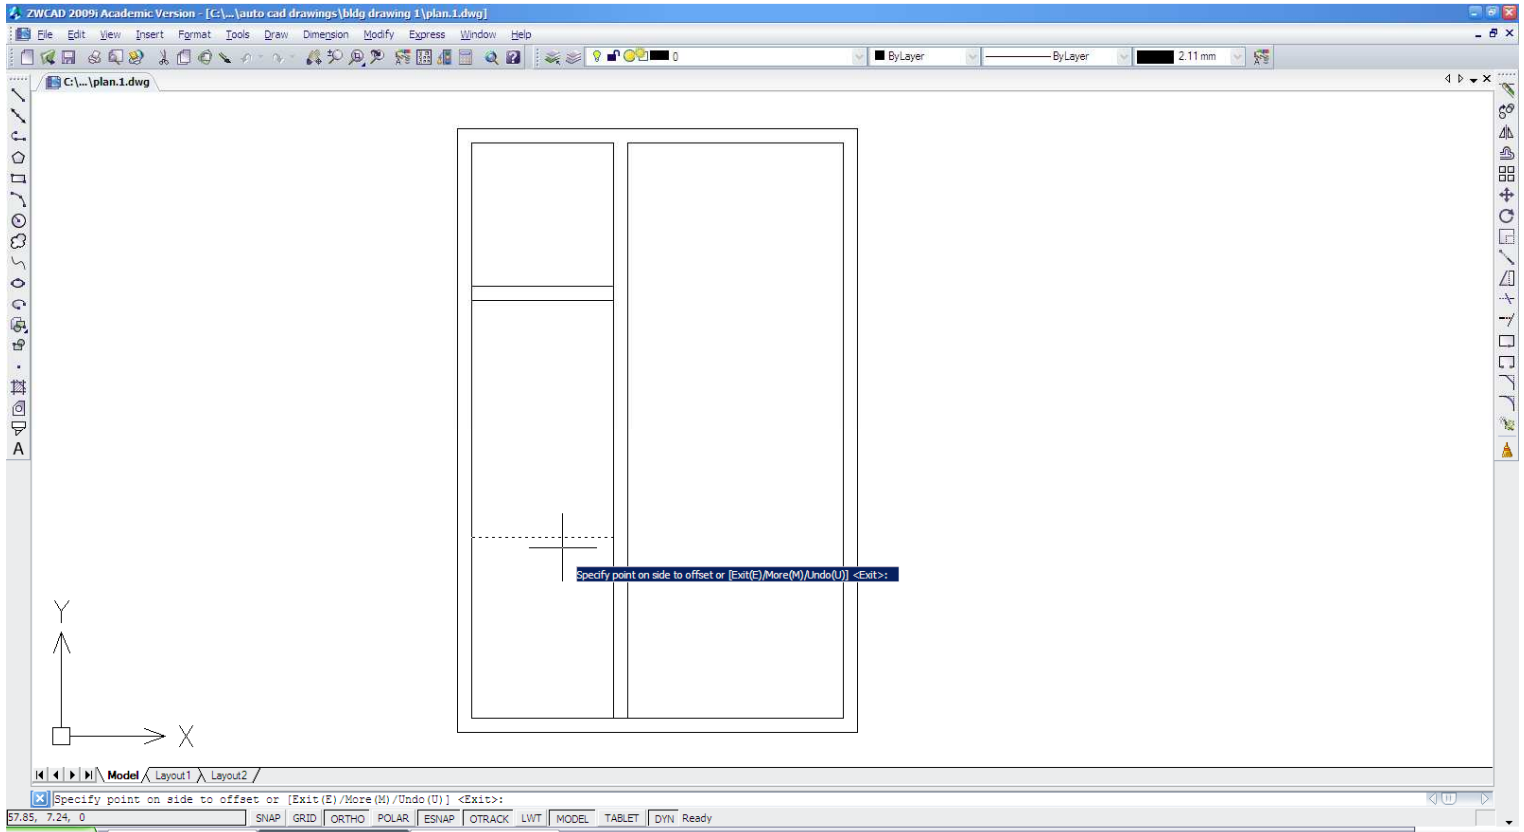 ZWCAD 2009i Academic Version - [C:\...\auto cad drawings\bldg drawing 1\plan.1.dwg]
File Edit View Insert Format Tools Draw Dimension Modify Express Window Help
0 ByLayer ByLayer 2.11 mm
C:\...\plan.1.dwg
A
Specify point on side to offset or [Exit(E)/More(M)/Undo(U)] <Exit>:
Y
X
Model Layout1 Layout2
Specify point on side to offset or [Exit(E)/More(M)/Undo(U)] <Exit>:
57.85, 7.24, 0 SNAP GRID ORTHO POLAR ESNAP OTRACK LWT MODEL TABLET DYN Ready